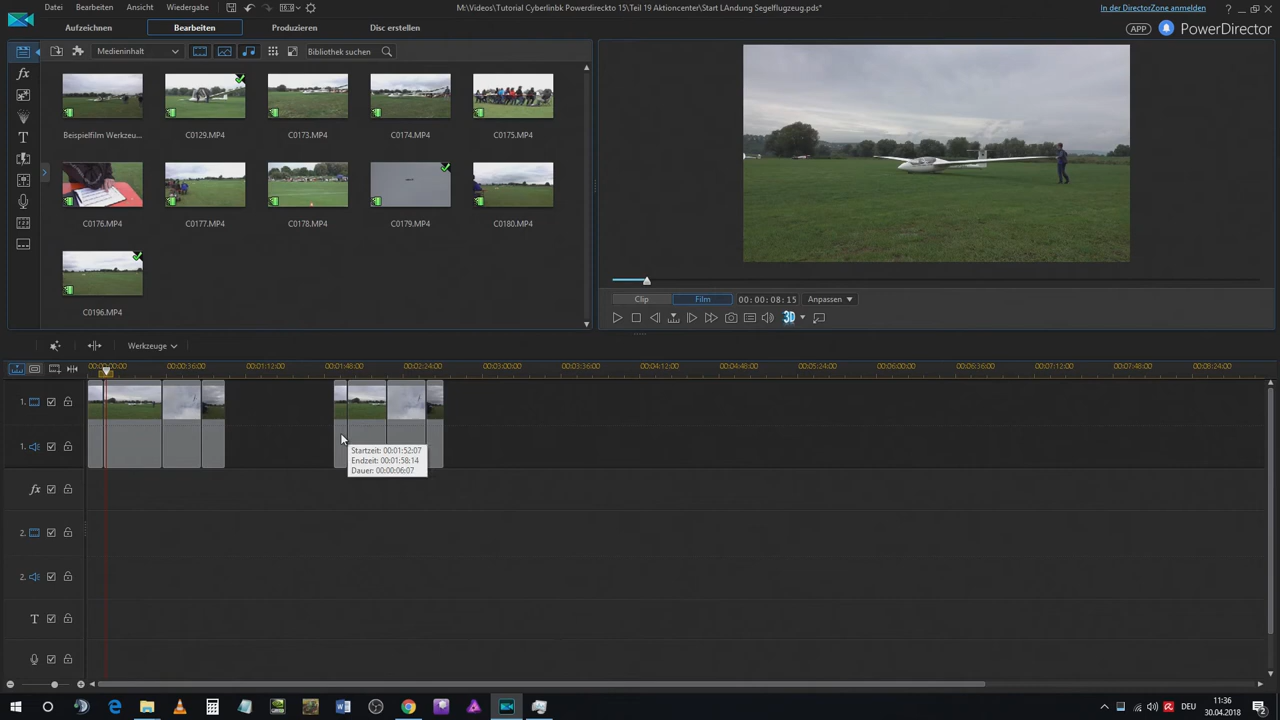 Datei Bearbeiten Ansicht Wiedergabe
M:\Videos\Tutorial Cyberlinbk Powerdireckto 15\Teil 19 Aktioncenter\Start LAndung Segelflugzeug.pds*
In der DirectorZone anmelden
Aufzeichnen
Bearbeiten
Produzieren
Disc erstellen
APP
PowerDirector
Medieninhalt
Bibliothek suchen
Beispielfilm Werkzeu...
C0129.MP4
C0173.MP4
C0174.MP4
C0175.MP4
C0176.MP4
C0177.MP4
C0178.MP4
C0179.MP4
C0180.MP4
C0196.MP4
Clip
Film
00:00:08:15
Anpassen
3D
Werkzeuge
00:00:00:00
00:00:36:00
00:01:12:00
00:01:48:00
00:02:24:00
00:03:00:00
00:03:36:00
00:04:12:00
00:04:48:00
00:05:24:00
00:06:00:00
00:06:36:00
00:07:12:00
00:07:48:00
00:08:24:00
1.
1.
Startzeit: 00:01:52:07
Endzeit: 00:01:58:14
Dauer: 00:00:06:07
fx
2.
2.
T
DEU
11:36
30.04.2018
2